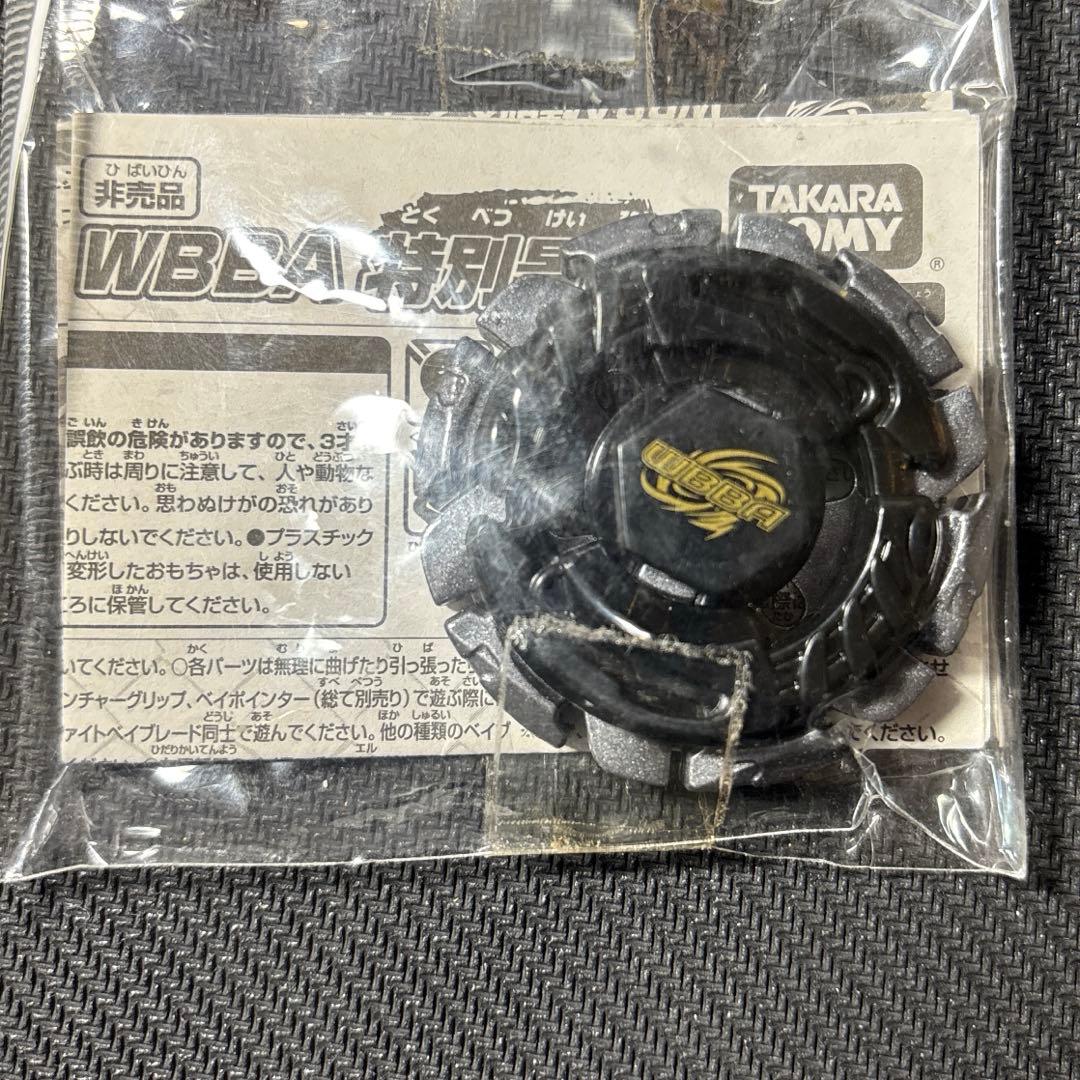 ひ ばいひん
非売品
とく べつ けい
WBBA 特別
TAKARA
TOMY
®
WBBA
ご いん き けん さい
誤飲の危険がありますので、3才
とき まわ ちゅうい ひと どうぶつ
ぶ時は周りに注意して、人や動物な
おも おそ
ください。思わぬけがの恐れがあり
りしないでください。●プラスチック
へんけい しよう
変形したおもちゃは、使用しない
ほかん
ころに保管してください。
かく む り ま ひ ぱ
いてください。○各パーツは無理に曲げたり引っ張った
すべ べつう あそ さい
ンチャーグリップ、ベイポインター(総て別売り)で遊ぶ際に
どうじ あそ ほか しゅるい
ァイトベイブレード同士で遊んでください。他の種類のベイブ
ください。
ひだりかいてんよう エル